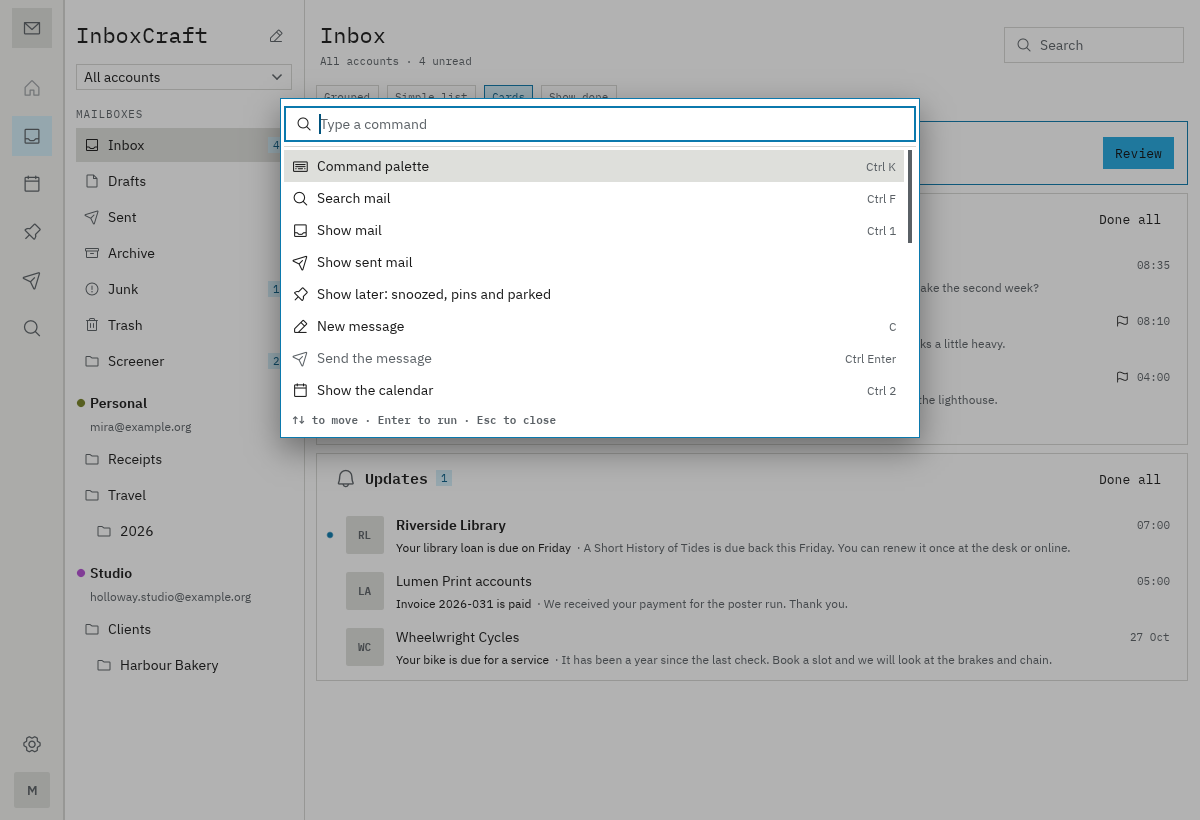 InboxCraft
All accounts
MAILBOXES
Inbox 4
Drafts
Sent
Archive
Junk 1
Trash
Screener 2
Personal
mira@example.org
Receipts
Travel
2026
Studio
holloway.studio@example.org
Clients
Harbour Bakery
M
Inbox
All accounts · 4 unread
Search
Grouped Simple list Cards Show done
Review
Type a command
Command palette Ctrl K
Search mail Ctrl F
Show mail Ctrl 1
Show sent mail
Show later: snoozed, pins and parked
New message C
Send the message Ctrl Enter
Show the calendar Ctrl 2
↑↓ to move · Enter to run · Esc to close
Done all
08:35
ake the second week?
08:10
ks a little heavy.
04:00
the lighthouse.
Updates 1 Done all
RL Riverside Library 07:00
Your library loan is due on Friday · A Short History of Tides is due back this Friday. You can renew it once at the desk or online.
LA Lumen Print accounts 05:00
Invoice 2026-031 is paid · We received your payment for the poster run. Thank you.
WC Wheelwright Cycles 27 Oct
Your bike is due for a service · It has been a year since the last check. Book a slot and we will look at the brakes and chain.